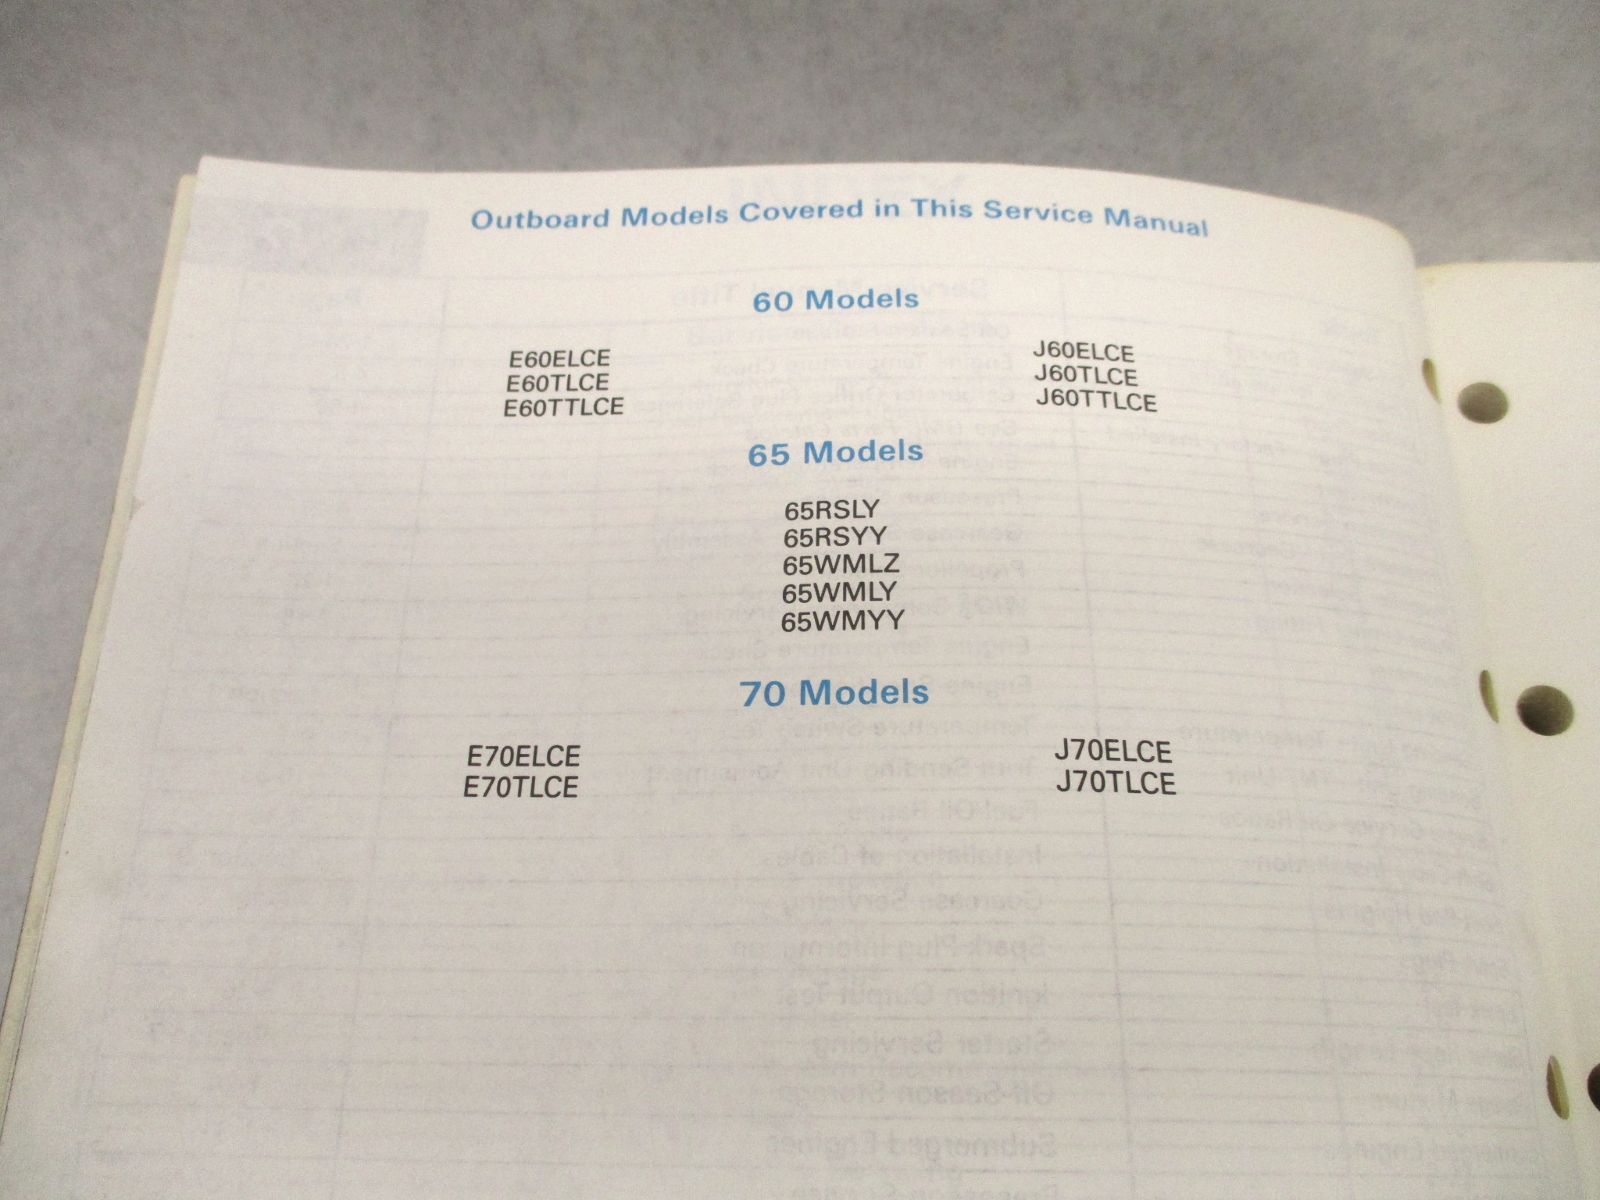 Outboard Models Covered in This Service Manual
60 Models
E60ELCE J60ELCE
E60TLCE J60TLCE
E60TTLCE J60TTLCE
65 Models
65RSLY
65RSYY
65WMLZ
65WMLY
65WMYY
70 Models
E70ELCE J70ELCE
E70TLCE J70TLCE